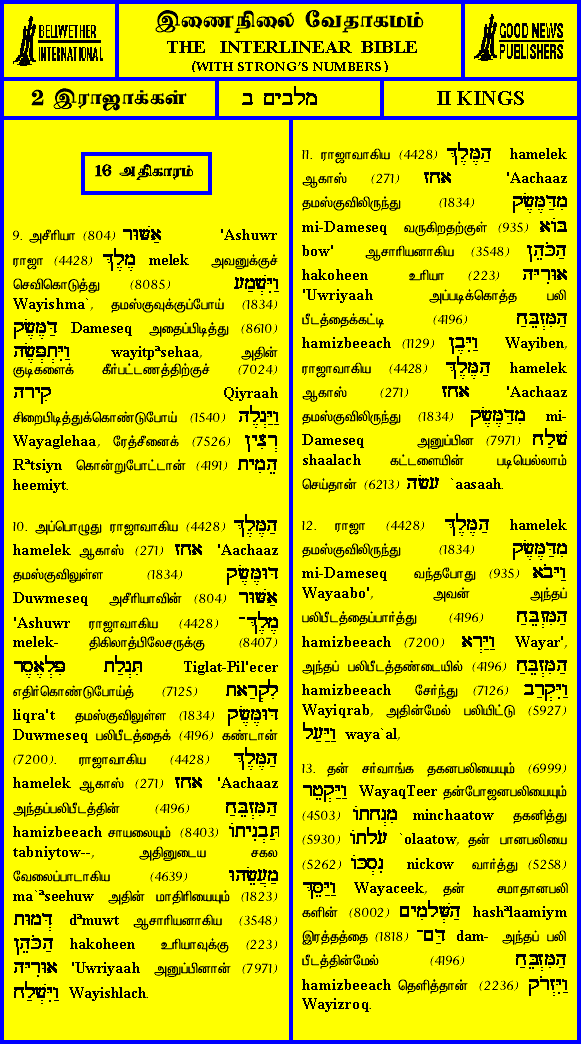 BELLWETHER
INTERNATIONAL
இணைநிலை வேதாகமம்
THE INTERLINEAR BIBLE
(WITH STRONG'S NUMBERS)
GOOD NEWS
PUBLISHERS
2 இராஜாக்கள்
מלכים ב
II KINGS
16 அதிகாரம்
9. அசீரியா (804) אַשּׁוּר 'Ashuwr
ராஜா (4428) מֶלֶךְ melek அவனுக்குச்
செவிகொடுத்து (8085) וַיִּשְׁמַע
Wayishma`, தமஸ்குவுக்குப்போய் (1834)
דַּמֶּשֶׂק Dameseq அதைப்பிடித்து (8610)
וַיִּתְפְּשֶׂהָ wayitpªsehaa, அதின்
குடிகளைக் கீர்பட்டணத்திற்குச் (7024)
קִירָה Qiyraah
சிறைபிடித்துக்கொண்டுபோய் (1540) וַיַּגְלֶהָ
Wayaglehaa, ரேத்சீனைக் (7526) רְצִין
Rªtsiyn கொன்றுபோட்டான் (4191) הֵמִית
heemiyt.
10. அப்பொழுது ராஜாவாகிய (4428) הַמֶּלֶךְ
hamelek ஆகாஸ் (271) אָחָז 'Aachaaz
தமஸ்குவிலுள்ள (1834) דּוּמֶּשֶׂק
Duwmeseq அசீரியாவின் (804) אַשּׁוּר
'Ashuwr ராஜாவாகிய (4428) מֶלֶךְ־
melek- திகிலாத்பிலேசருக்கு (8407)
תִּגְלַת פִּלְאֶסֶר Tiglat-Pil'ecer
எதிர்கொண்டுபோய்த் (7125) לִקְרַאת
liqra't தமஸ்குவிலுள்ள (1834) דּוּמֶּשֶׂק
Duwmeseq பலிபீடத்தைக் (4196) கண்டான்
(7200). ராஜாவாகிய (4428) הַמֶּלֶךְ
hamelek ஆகாஸ் (271) אָחָז 'Aachaaz
அந்தப்பலிபீடத்தின் (4196) הַמִּזְבֵּחַ
hamizbeeach சாயலையும் (8403) תַּבְנִיתוֹ
tabniytow--, அதினுடைய சகல
வேலைப்பாடாகிய (4639) מַעֲשֵׂהוּ
ma`ªseehuw அதின் மாதிரியையும் (1823)
דְּמוּת dªmuwt ஆசாரியனாகிய (3548)
הַכֹּהֵן hakoheen உரியாவுக்கு (223)
אוּרִיָּה 'Uwriyaah அனுப்பினான் (7971)
וַיִּשְׁלַח Wayishlach.
11. ராஜாவாகிய (4428) הַמֶּלֶךְ hamelek
ஆகாஸ் (271) אָחָז 'Aachaaz
தமஸ்குவிலிருந்து (1834) מִדַּמֶּשֶׂק
mi-Dameseq வருகிறதற்குள் (935) בּוֹא
bow' ஆசாரியனாகிய (3548) הַכֹּהֵן
hakoheen உரியா (223) אוּרִיָּה
'Uwriyaah அப்படிக்கொத்த பலி
பீடத்தைக்கட்டி (4196) הַמִּזְבֵּחַ
hamizbeeach (1129) וַיִּבֶן Wayiben,
ராஜாவாகிய (4428) הַמֶּלֶךְ hamelek
ஆகாஸ் (271) אָחָז 'Aachaaz
தமஸ்குவிலிருந்து (1834) מִדַּמֶּשֶׂק mi-
Dameseq அனுப்பின (7971) שָׁלַח
shaalach கட்டளையின் படியெல்லாம்
செய்தான் (6213) עָשָׂה `aasaah.
12. ராஜா (4428) הַמֶּלֶךְ hamelek
தமஸ்குவிலிருந்து (1834) מִדַּמֶּשֶׂק
mi-Dameseq வந்தபோது (935) וַיָּבֹא
Wayaabo', அவன் அந்தப்
பலிபீடத்தைப்பார்த்து (4196) הַמִּזְבֵּחַ
hamizbeeach (7200) וַיַּרְא Wayar',
அந்தப் பலிபீடத்தண்டையில் (4196) הַמִּזְבֵּחַ
hamizbeeach சேர்ந்து (7126) וַיִּקְרַב
Wayiqrab, அதின்மேல் பலியிட்டு (5927)
וַיַּעַל waya`al,
13. தன் சர்வாங்க தகனபலியையும் (6999)
וַיַּקְטֵר WayaqTeer தன்போஜனபலியையும்
(4503) מִנְחָתוֹ minchaatow தகனித்து
(5930) עֹלָתוֹ `olaatow, தன் பானபலியை
(5262) נִסְכּוֹ nickow வார்த்து (5258)
וַיַּסֵּךְ Wayaceek, தன் சமாதானபலி
களின் (8002) הַשְּׁלָמִים hashªlaamiym
இரத்தத்தை (1818) דַּם־ dam- அந்தப் பலி
பீடத்தின்மேல் (4196) הַמִּזְבֵּחַ
hamizbeeach தெளித்தான் (2236) וַיִּזְרֹק
Wayizroq.